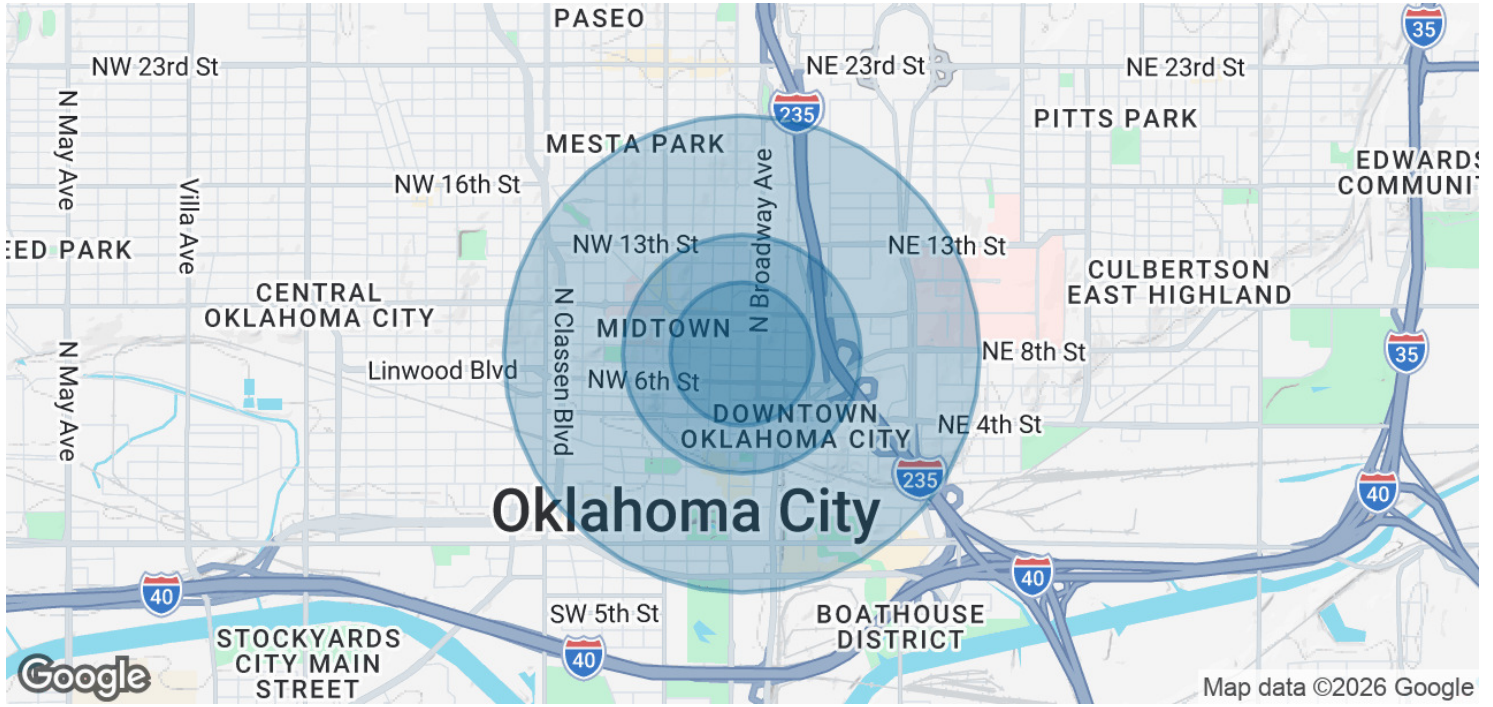 PASEO
35
NW 23rd St
NE 23rd St
NE 23rd St
235
N May Ave
PITTS PARK
MESTA PARK
N Broadway Ave
EDWARDS
COMMUNIT
NW 16th St
Villa Ave
EED PARK
NW 13th St
NE 13th St
CULBERTSON
EAST HIGHLAND
CENTRAL
OKLAHOMA CITY
N Classen Blvd
MIDTOWN
N May Ave
NE 8th St
35
Linwood Blvd
NW 6th St
DOWNTOWN
OKLAHOMA CITY
NE 4th St
235
40
Oklahoma City
40
40
SW 5th St
BOATHOUSE
DISTRICT
STOCKYARDS
CITY MAIN
STREET
40
Google
Map data ©2026 Google